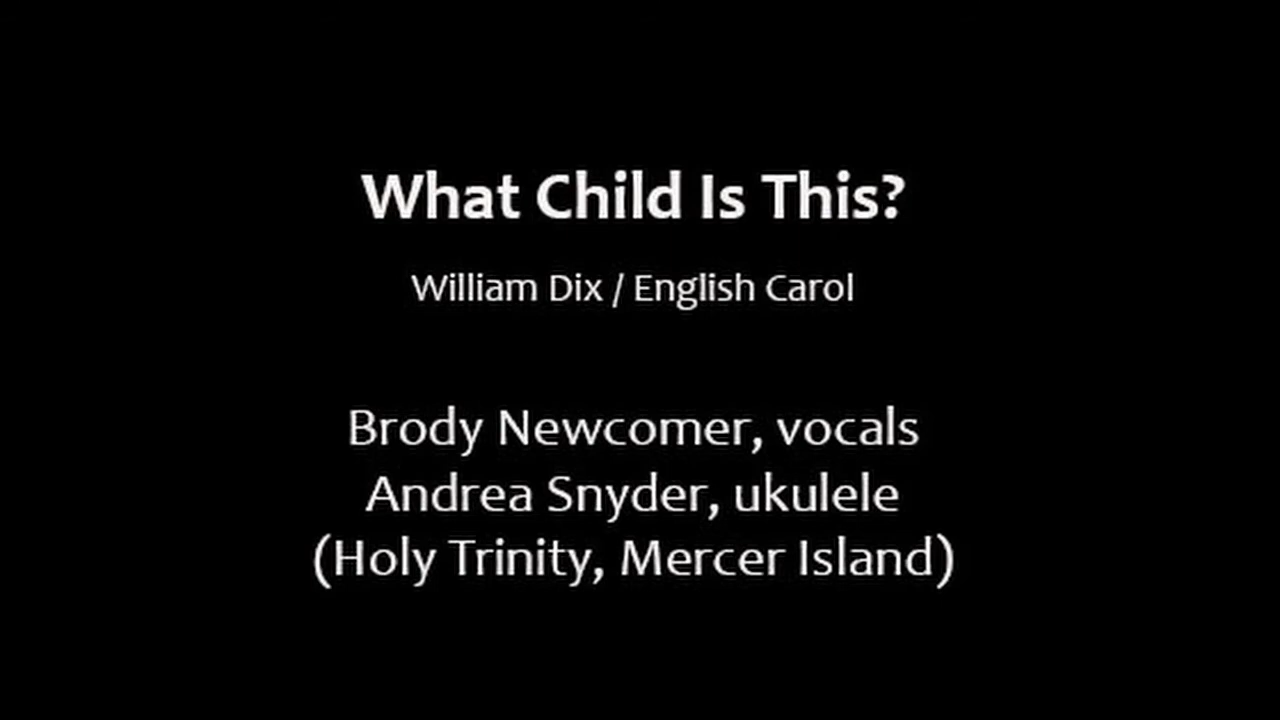 What Child Is This?
William Dix / English Carol
Brody Newcomer, vocals
Andrea Snyder, ukulele
(Holy Trinity, Mercer Island)